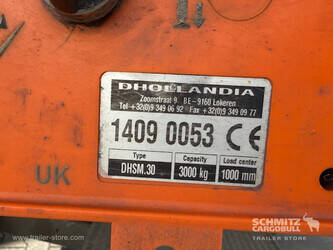 DHOLLANDIA
Zoomstraat 9 BE-9160 Lokeren
Tel +32(0)9 349 06 92 Fax +32(0)9 349 09 77
1409 0053 CE
Type Capacity Load center
DHSM.30 3000 kg 1000 mm
UK
www.trailer-store.com
SCHMITZ
CARGOBULL
TRAILER STORE